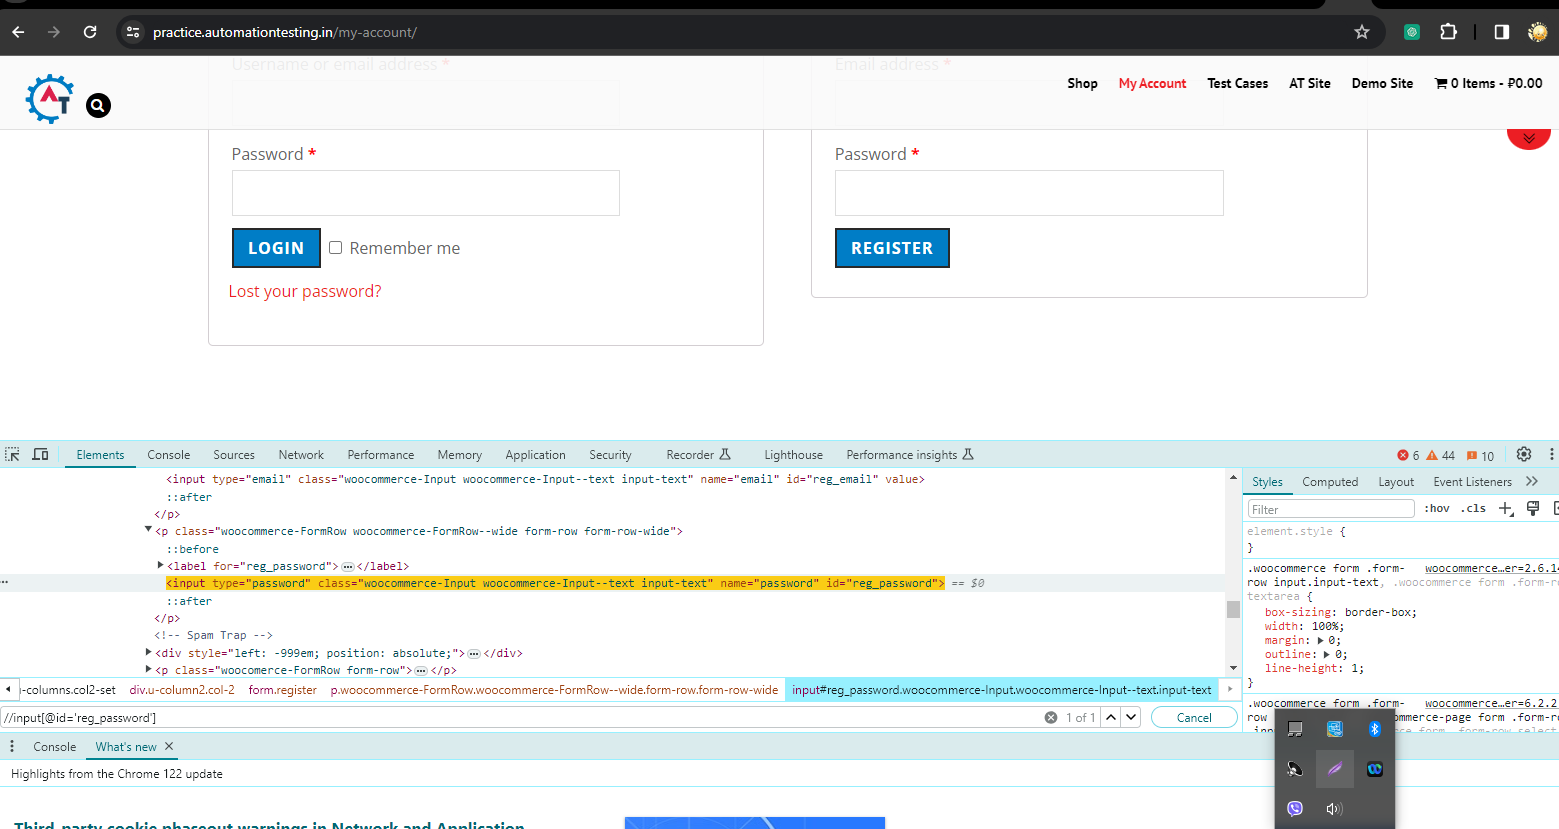 practice.automationtesting.in/my-account/
Username or email address *
Email address *
AT
Shop My Account Test Cases AT Site Demo Site 0 Items - ₽0.00
Password *
Password *
LOGIN Remember me
REGISTER
Lost your password?
Elements Console Sources Network Performance Memory Application Security Recorder Lighthouse Performance insights 6 44 10
<input type="email" class="woocommerce-Input woocommerce-Input--text input-text" name="email" id="reg_email" value>
::after
</p>
<p class="woocommerce-FormRow woocommerce-FormRow--wide form-row form-row-wide">
::before
<label for="reg_password"> … </label>
… <input type="password" class="woocommerce-Input woocommerce-Input--text input-text" name="password" id="reg_password"> == $0
::after
</p>
<!-- Spam Trap -->
<div style="left: -999em; position: absolute;"> … </div>
<p class="woocomerce-FormRow form-row"> … </p>
-columns.col2-set div.u-column2.col-2 form.register p.woocommerce-FormRow.woocommerce-FormRow--wide.form-row.form-row-wide input#reg_password.woocommerce-Input.woocommerce-Input--text.input-text
//input[@id='reg_password'] 1 of 1 Cancel
Styles Computed Layout Event Listeners
Filter :hov .cls
element.style {
}
.woocommerce form .form- woocommerce…er=2.6.14
row input.input-text, .woocommerce form .form-ro
textarea {
box-sizing: border-box;
width: 100%;
margin: 0;
outline: 0;
line-height: 1;
}
.woocommerce form .form- woocommerce…er=6.2.2
row ommerce-page form .form-ro
Console What's new
Highlights from the Chrome 122 update
Third-party cookie phaseout warnings in Network and Application